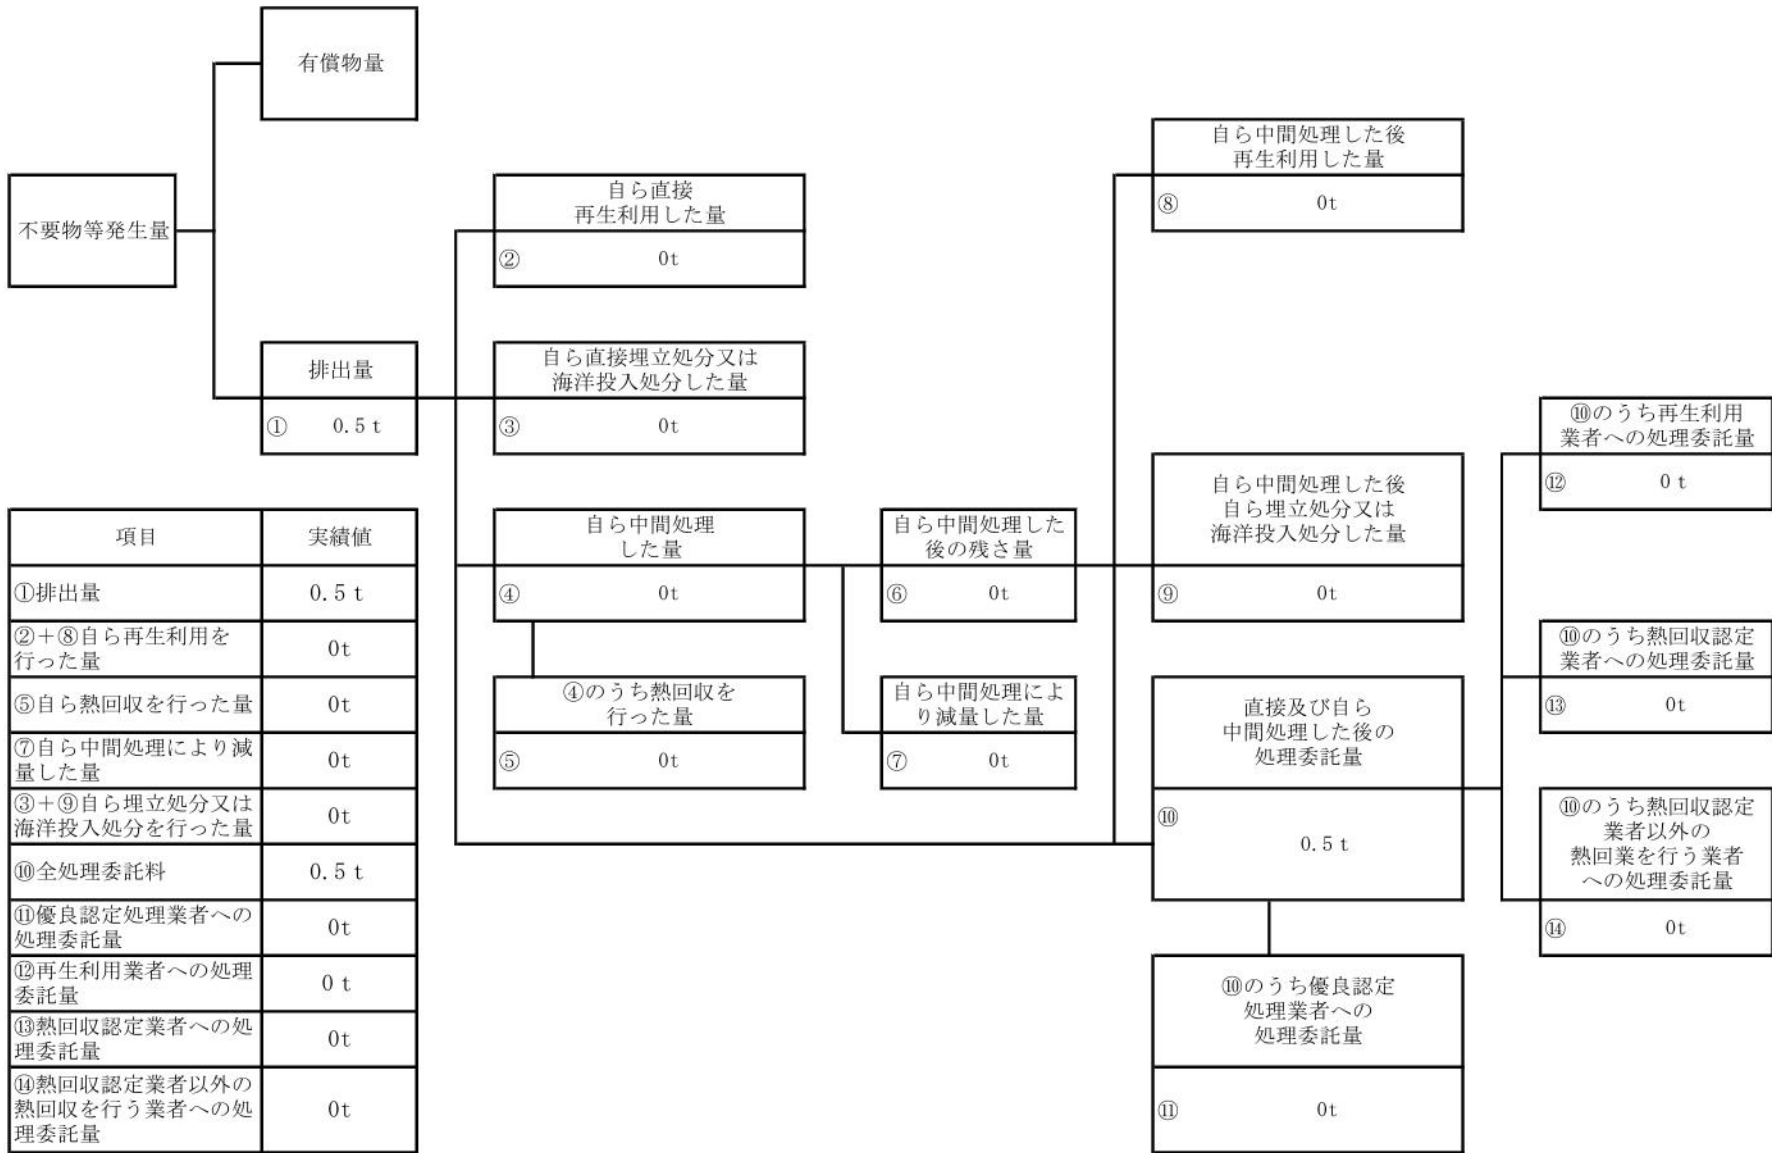 有償物量
不要物等発生量
排出量
① 0.5 t
自ら直接
再生利用した量
② 0t
自ら直接埋立処分又は
海洋投入処分した量
③ 0t
自ら中間処理
した量
④ 0t
④のうち熱回収を
行った量
⑤ 0t
自ら中間処理した
後の残さ量
⑥ 0t
自ら中間処理によ
り減量した量
⑦ 0t
自ら中間処理した後
再生利用した量
⑧ 0t
自ら中間処理した後
自ら埋立処分又は
海洋投入処分した量
⑨ 0t
直接及び自ら
中間処理した後の
処理委託量
⑩
0.5 t
⑩のうち優良認定
処理業者への
処理委託量
⑪ 0t
⑩のうち再生利用
業者への処理委託量
⑫ 0 t
⑩のうち熱回収認定
業者への処理委託量
⑬ 0t
⑩のうち熱回収認定
業者以外の
熱回業を行う業者
への処理委託量
⑭ 0t
項目 実績値
①排出量 0.5 t
②＋⑧自ら再生利用を
行った量 0t
⑤自ら熱回収を行った量 0t
⑦自ら中間処理により減
量した量 0t
③＋⑨自ら埋立処分又は
海洋投入処分を行った量 0t
⑩全処理委託料 0.5 t
⑪優良認定処理業者への
処理委託量 0t
⑫再生利用業者への処理
委託量 0 t
⑬熱回収認定業者への処
理委託量 0t
⑭熱回収認定業者以外の
熱回収を行う業者への処 0t
理委託量